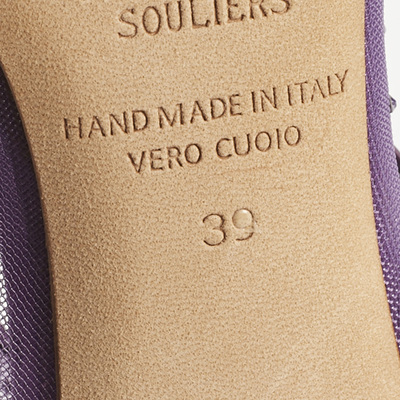 SOULIERS
HAND MADE IN ITALY
VERO CUOIO
39